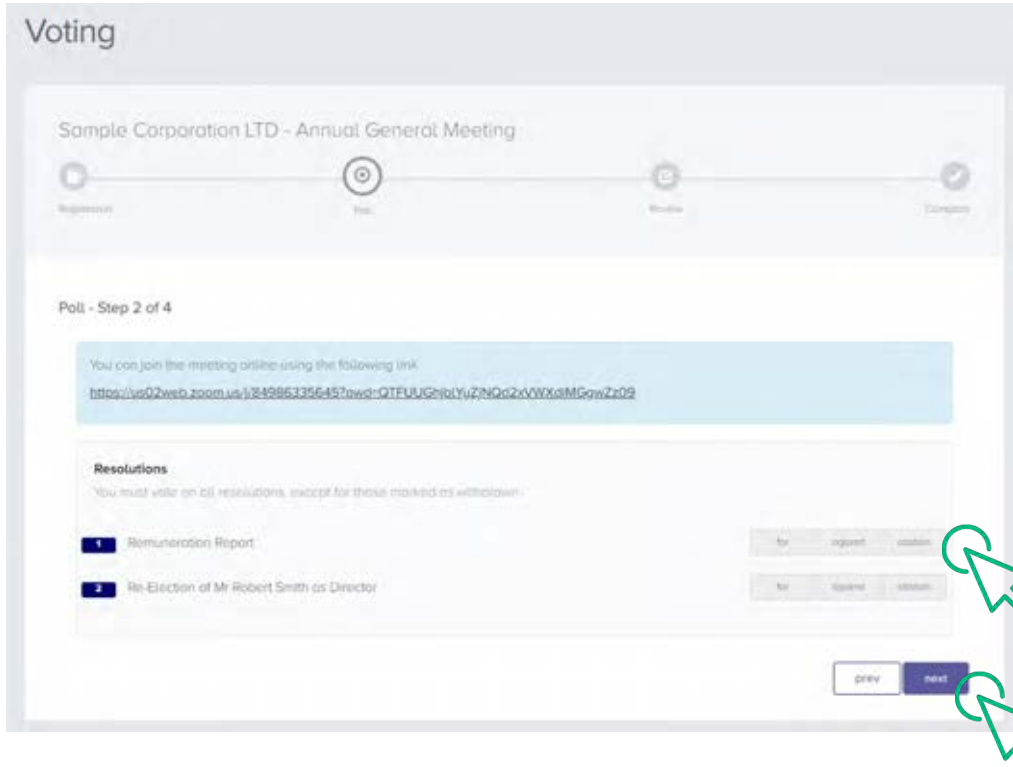 Voting
Sample Corporation LTD - Annual General Meeting
Registration
Poll
Review
Complete
Poll - Step 2 of 4
You can join the meeting online using the following link
Resolutions
You must vote on all resolutions, except for those marked as withdrawn.
1 Remuneration Report for against abstain
2 Re-Election of Mr Robert Smith as Director for against abstain
prev next